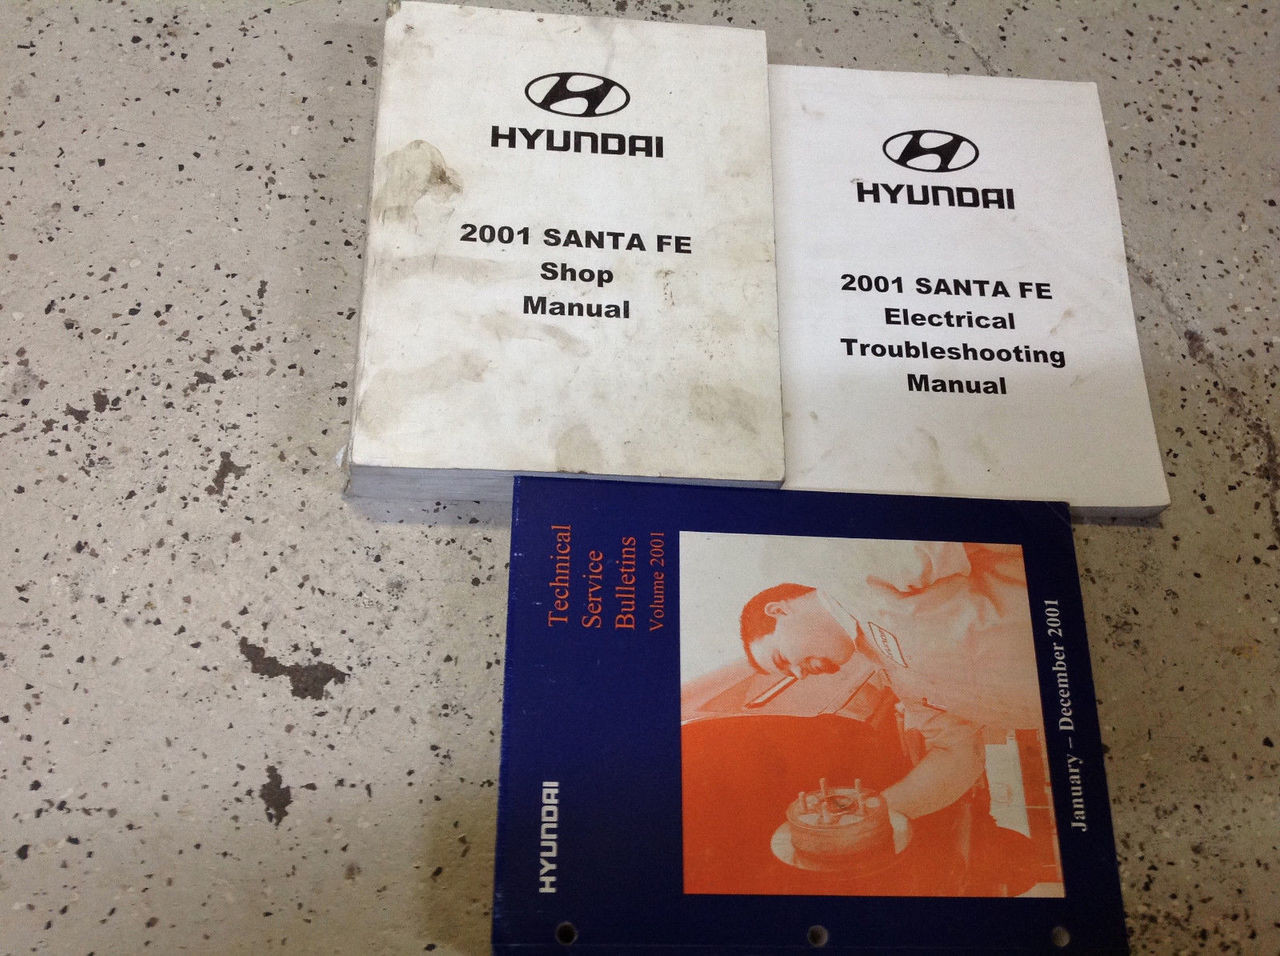 HYUNDAI
2001 SANTA FE
Shop
Manual
HYUNDAI
2001 SANTA FE
Electrical
Troubleshooting
Manual
Technical
Service
Bulletins
Volume 2001
HYUNDAI
January – December 2001